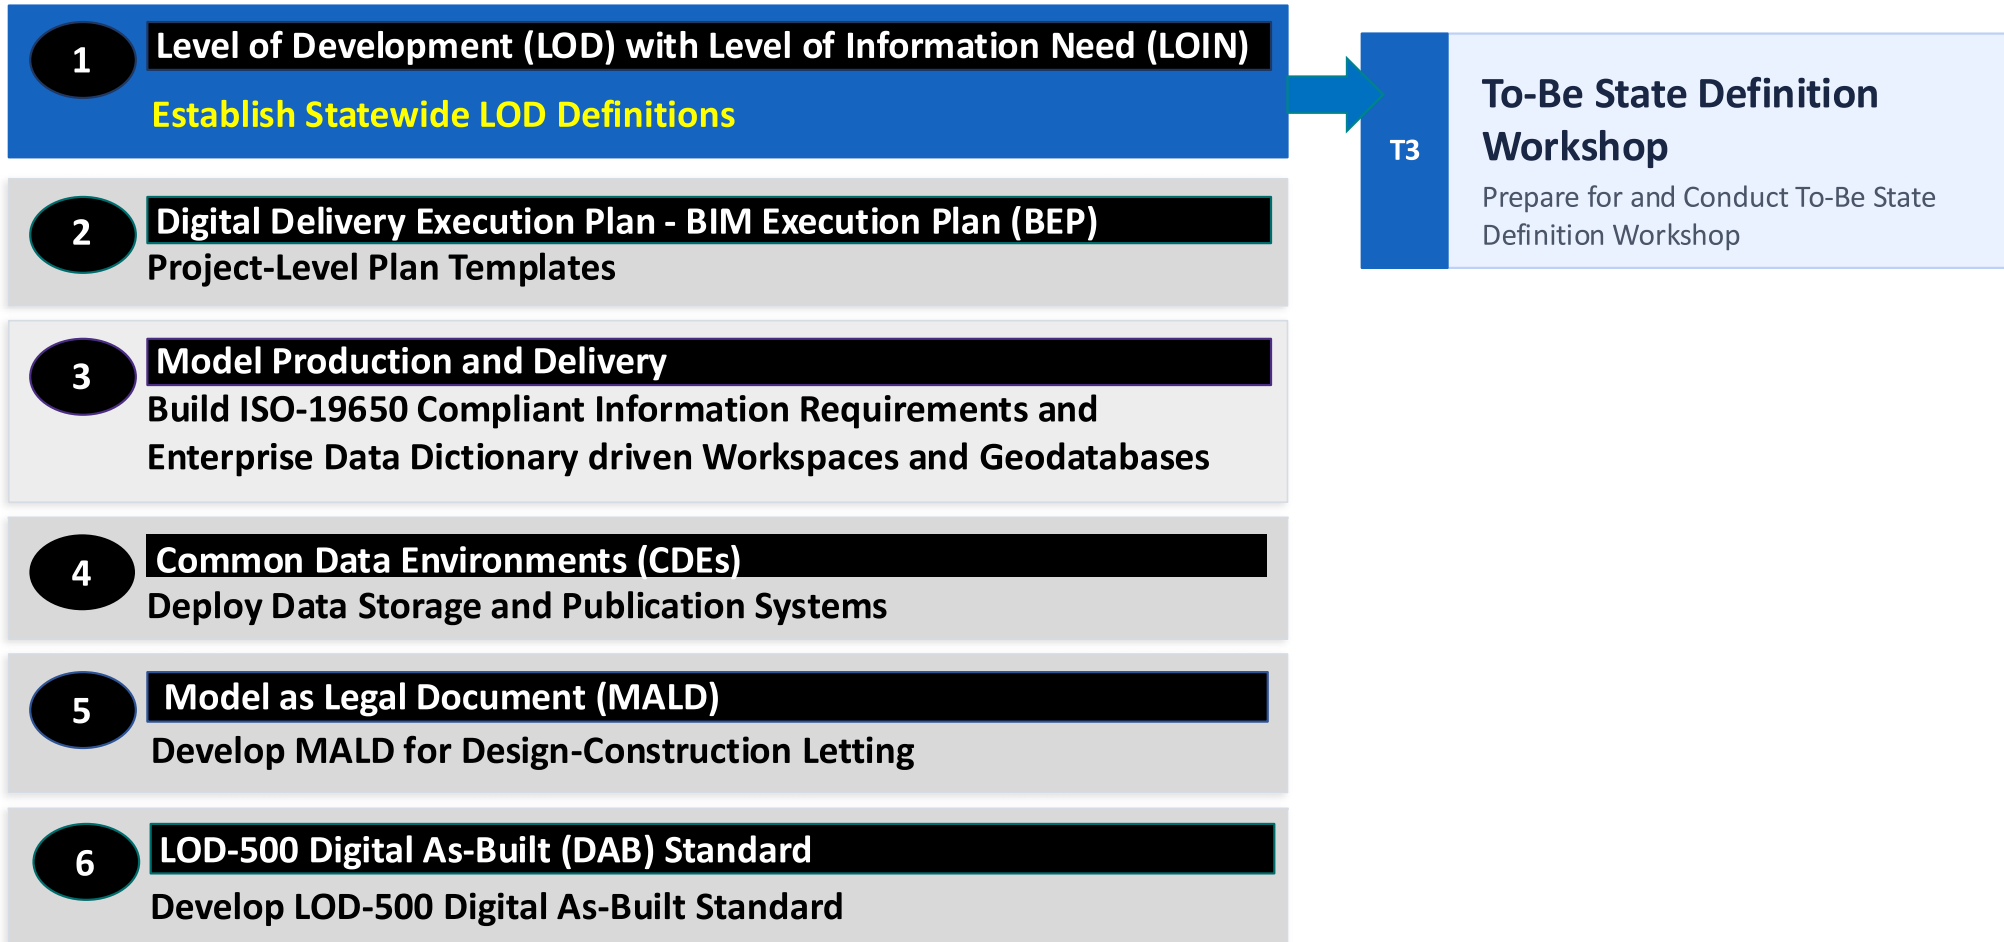 1
Level of Development (LOD) with Level of Information Need (LOIN)
Establish Statewide LOD Definitions
T3
To-Be State Definition
Workshop
Prepare for and Conduct To-Be State
Definition Workshop
2
Digital Delivery Execution Plan - BIM Execution Plan (BEP)
Project-Level Plan Templates
3
Model Production and Delivery
Build ISO-19650 Compliant Information Requirements and
Enterprise Data Dictionary driven Workspaces and Geodatabases
4
Common Data Environments (CDEs)
Deploy Data Storage and Publication Systems
5
Model as Legal Document (MALD)
Develop MALD for Design-Construction Letting
6
LOD-500 Digital As-Built (DAB) Standard
Develop LOD-500 Digital As-Built Standard